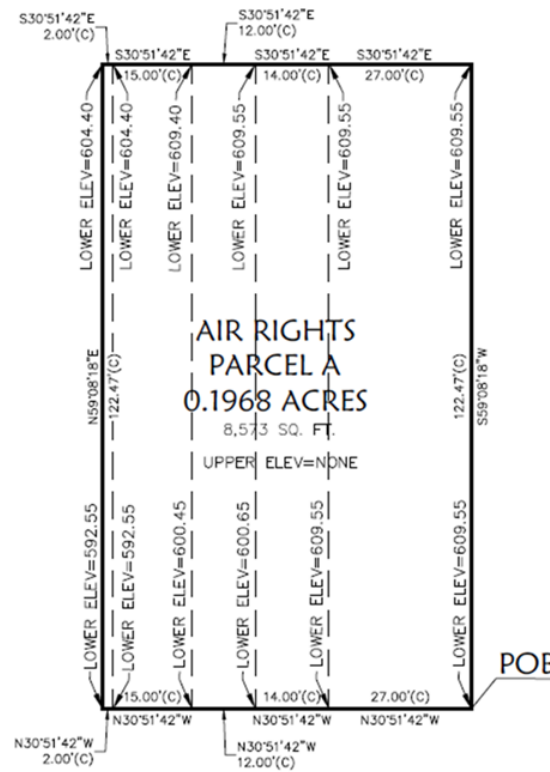 S30°51'42"E
2.00'(C)
S30°51'42"E
12.00'(C)
S30°51'42"E
15.00'(C)
S30°51'42"E
14.00'(C)
S30°51'42"E
27.00'(C)
LOWER ELEV=604.40
LOWER ELEV=604.40
LOWER ELEV=609.40
LOWER ELEV=609.55
LOWER ELEV=609.55
LOWER ELEV=609.55
AIR RIGHTS
PARCEL A
0.1968 ACRES
8,573 SQ. FT.
UPPER ELEV=NONE
N59°08'18"E
122.47'(C)
122.47'(C)
S59°08'18"W
LOWER ELEV=592.55
LOWER ELEV=592.55
LOWER ELEV=600.45
LOWER ELEV=600.65
LOWER ELEV=609.55
LOWER ELEV=609.55
POB
15.00'(C)
N30°51'42"W
14.00'(C)
N30°51'42"W
27.00'(C)
N30°51'42"W
N30°51'42"W
2.00'(C)
N30°51'42"W
12.00'(C)